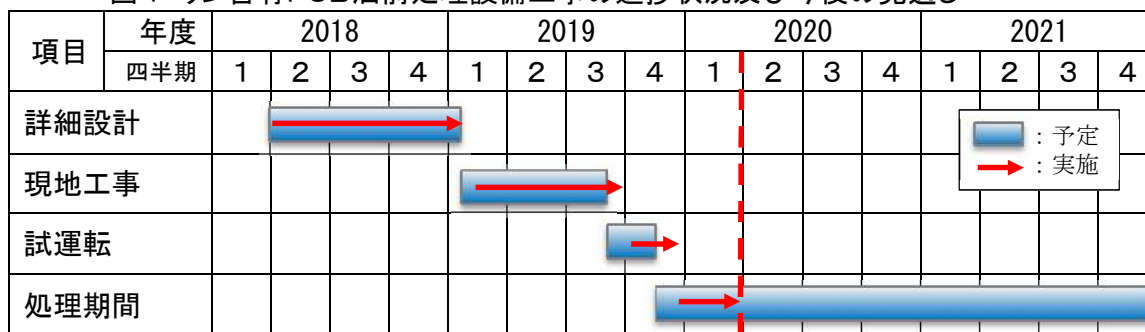 項目 年度 2018 2019 2020 2021
四半期 1 2 3 4 1 2 3 4 1 2 3 4 1 2 3 4
詳細設計
：予定
：実施
現地工事
試運転
処理期間